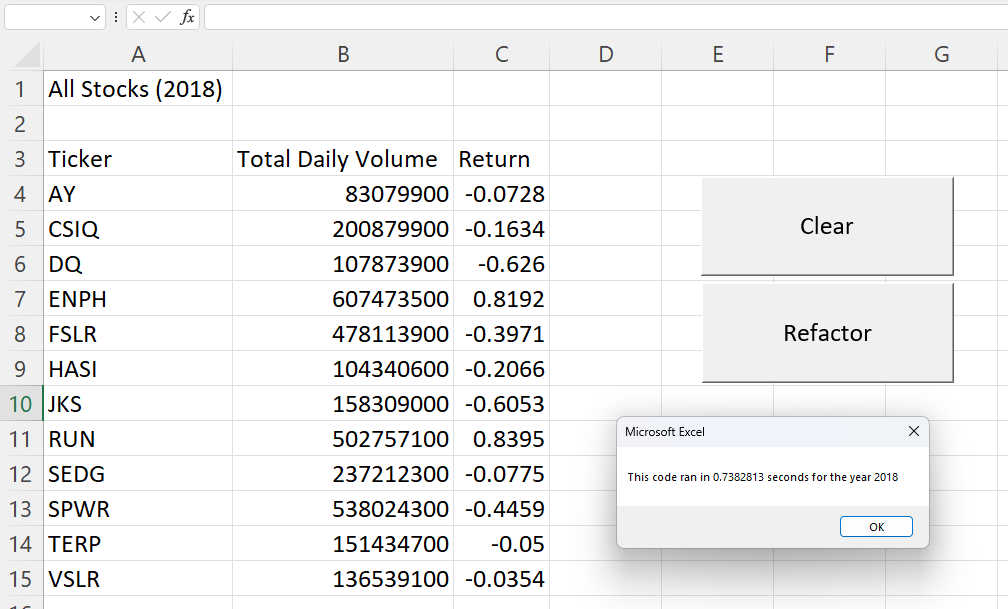 fx
A B C D E F G
1 All Stocks (2018)
2
3 Ticker Total Daily Volume Return
4 AY 83079900 -0.0728
5 CSIQ 200879900 -0.1634 Clear
6 DQ 107873900 -0.626
7 ENPH 607473500 0.8192
8 FSLR 478113900 -0.3971 Refactor
9 HASI 104340600 -0.2066
10 JKS 158309000 -0.6053
11 RUN 502757100 0.8395
12 SEDG 237212300 -0.0775
13 SPWR 538024300 -0.4459
14 TERP 151434700 -0.05
15 VSLR 136539100 -0.0354
Microsoft Excel
This code ran in 0.7382813 seconds for the year 2018
OK